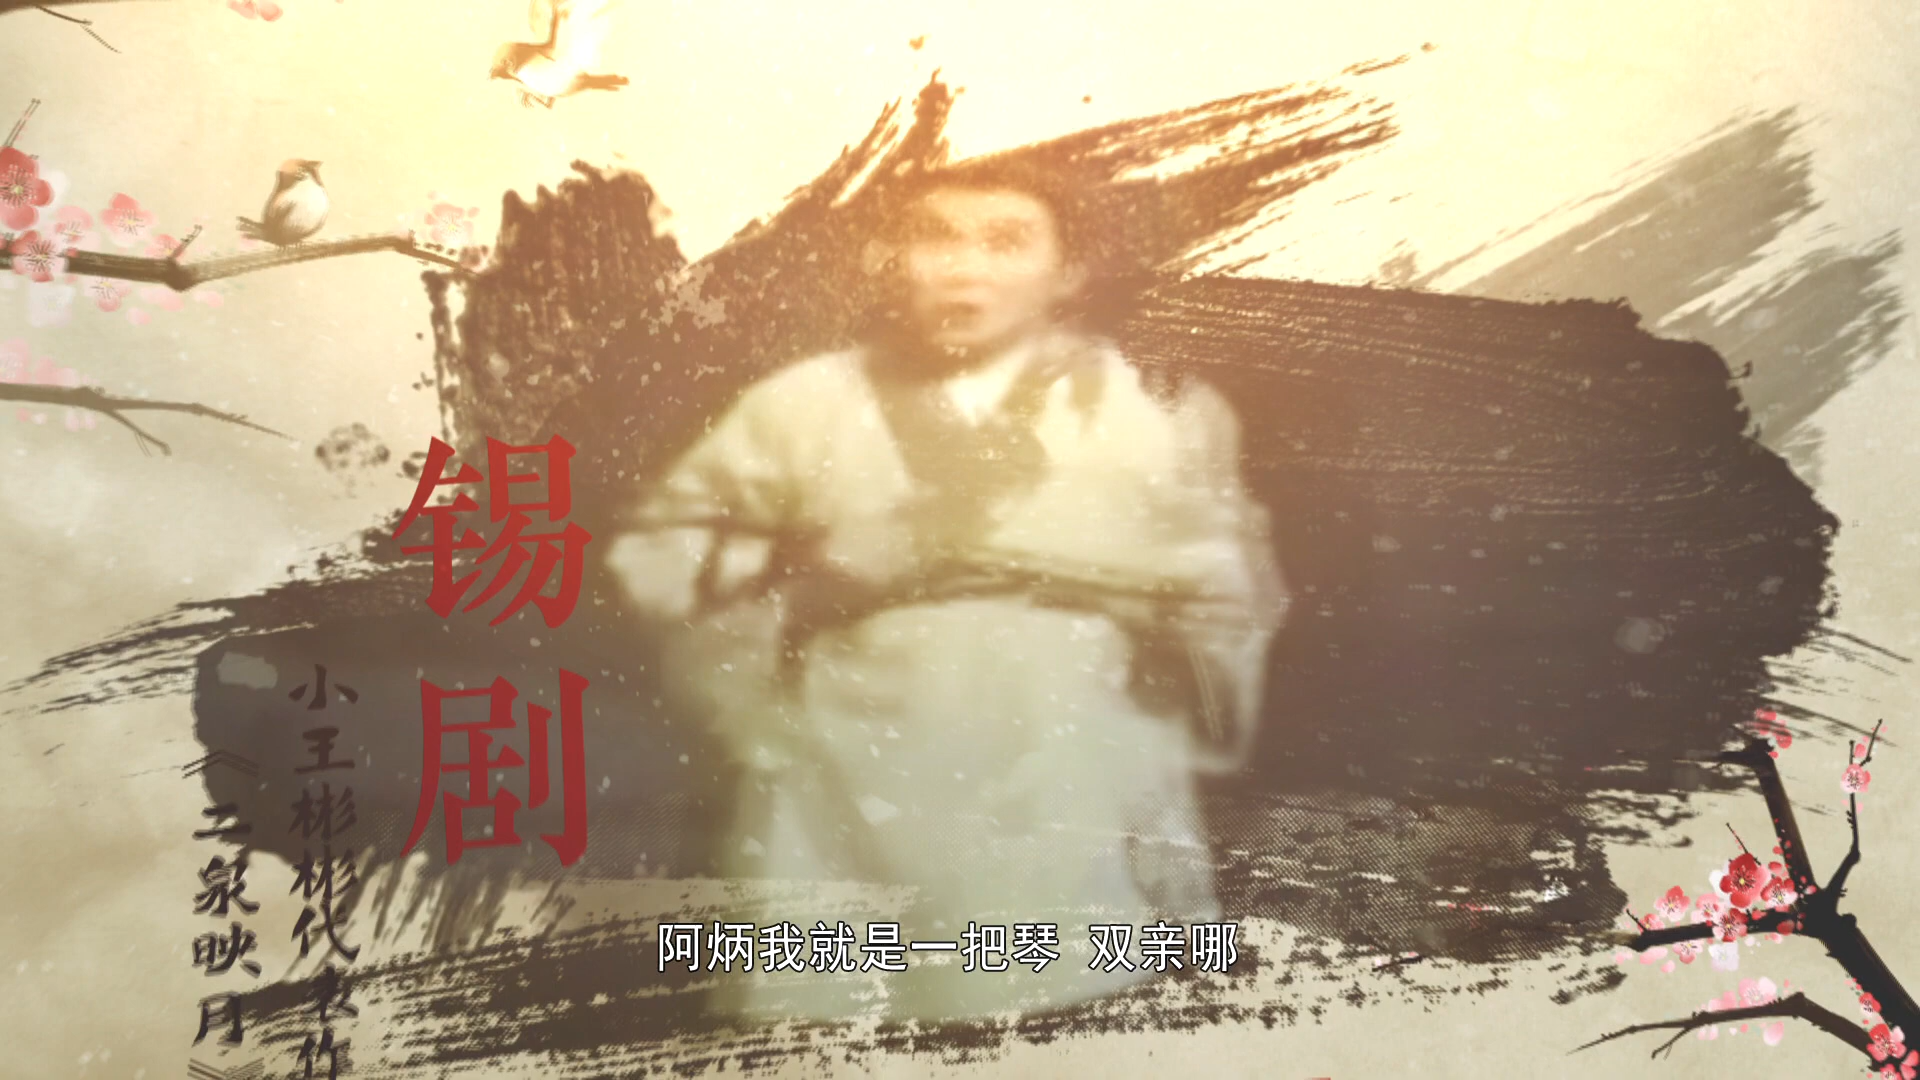 锡剧
小王彬彬代表作
《二泉映月》
阿炳我就是一把琴 双亲哪